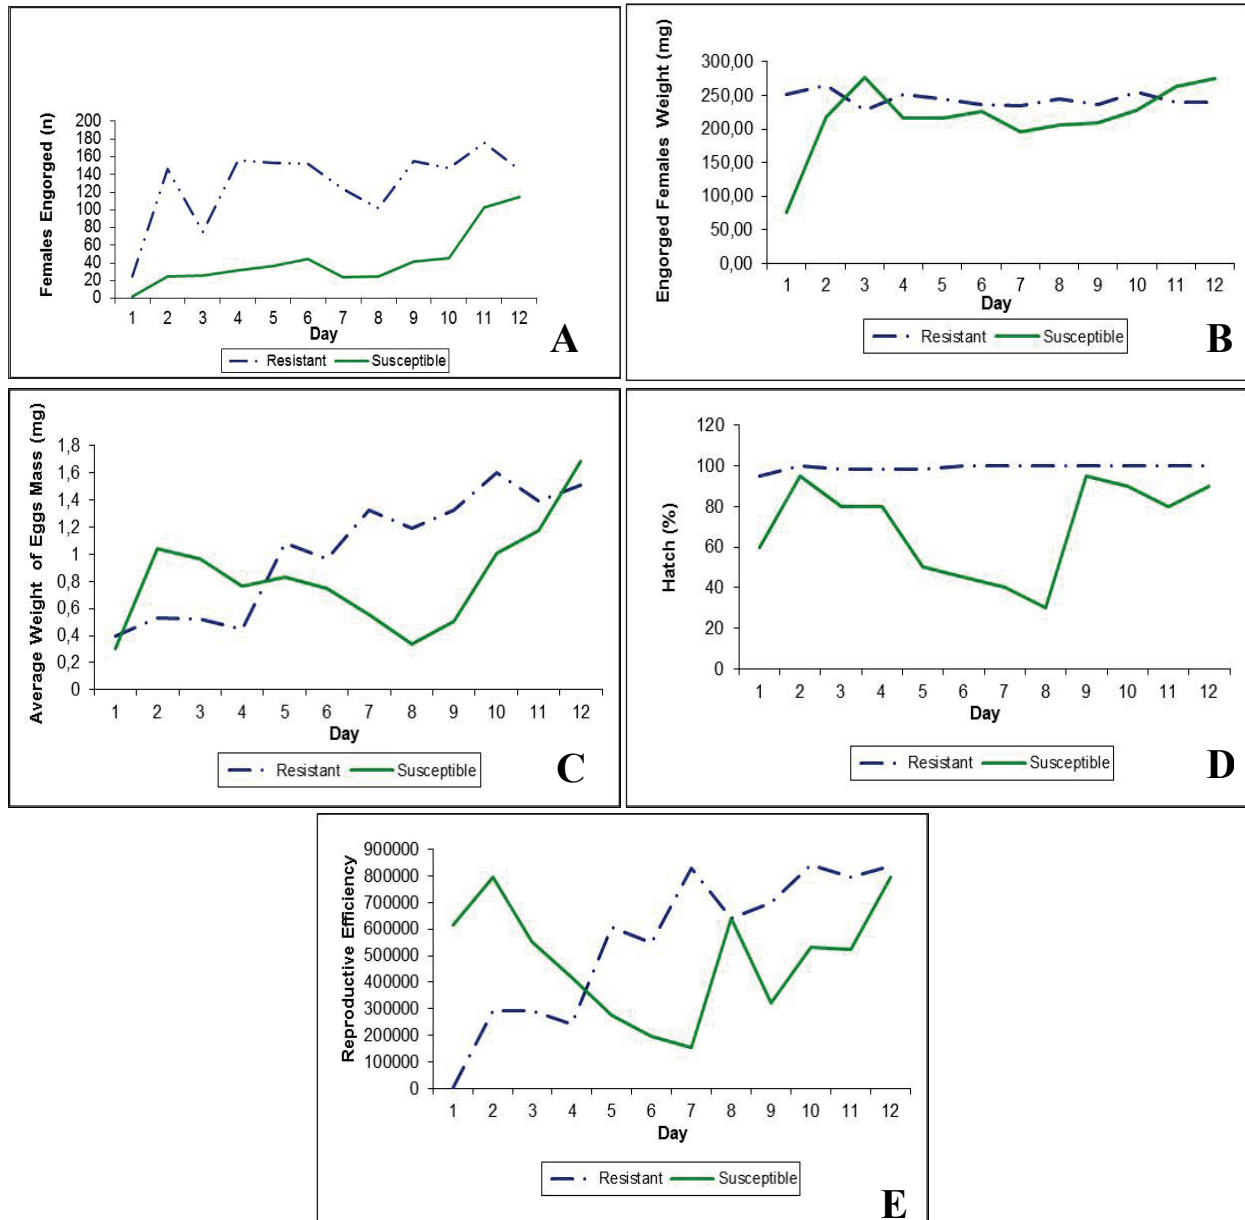 Females Engorged (n)
200
180
160
140
120
100
80
60
40
20
0
1 2 3 4 5 6 7 8 9 10 11 12
Day
Resistant Susceptible
A
Engorged Females Weight (mg)
300,00
250,00
200,00
150,00
100,00
50,00
0,00
1 2 3 4 5 6 7 8 9 10 11 12
Day
Resistant Susceptible
B
Average Weight of Eggs Mass (mg)
1,8
1,6
1,4
1,2
1
0,8
0,6
0,4
0,2
0
1 2 3 4 5 6 7 8 9 10 11 12
Day
Resistant Susceptible
C
Hatch (%)
120
100
80
60
40
20
0
1 2 3 4 5 6 7 8 9 10 11 12
Day
Resistant Susceptible
D
Reproductive Efficiency
900000
800000
700000
600000
500000
400000
300000
200000
100000
0
1 2 3 4 5 6 7 8 9 10 11 12
Day
Resistant Susceptible
E